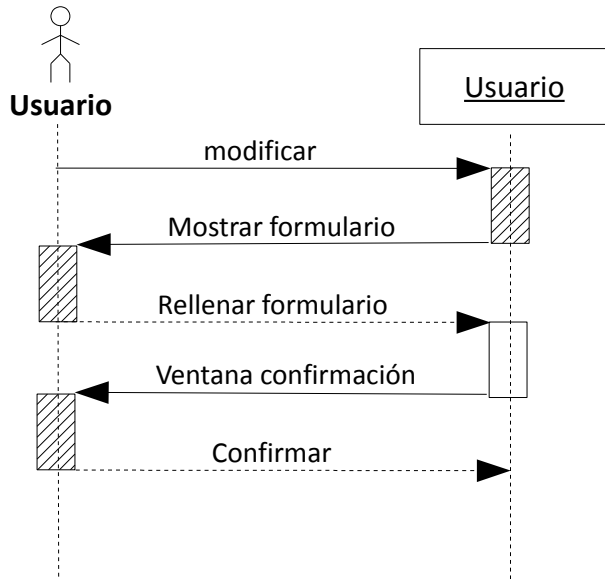 Usuario
Usuario
modificar
Mostrar formulario
Rellenar formulario
Ventana confirmación
Confirmar